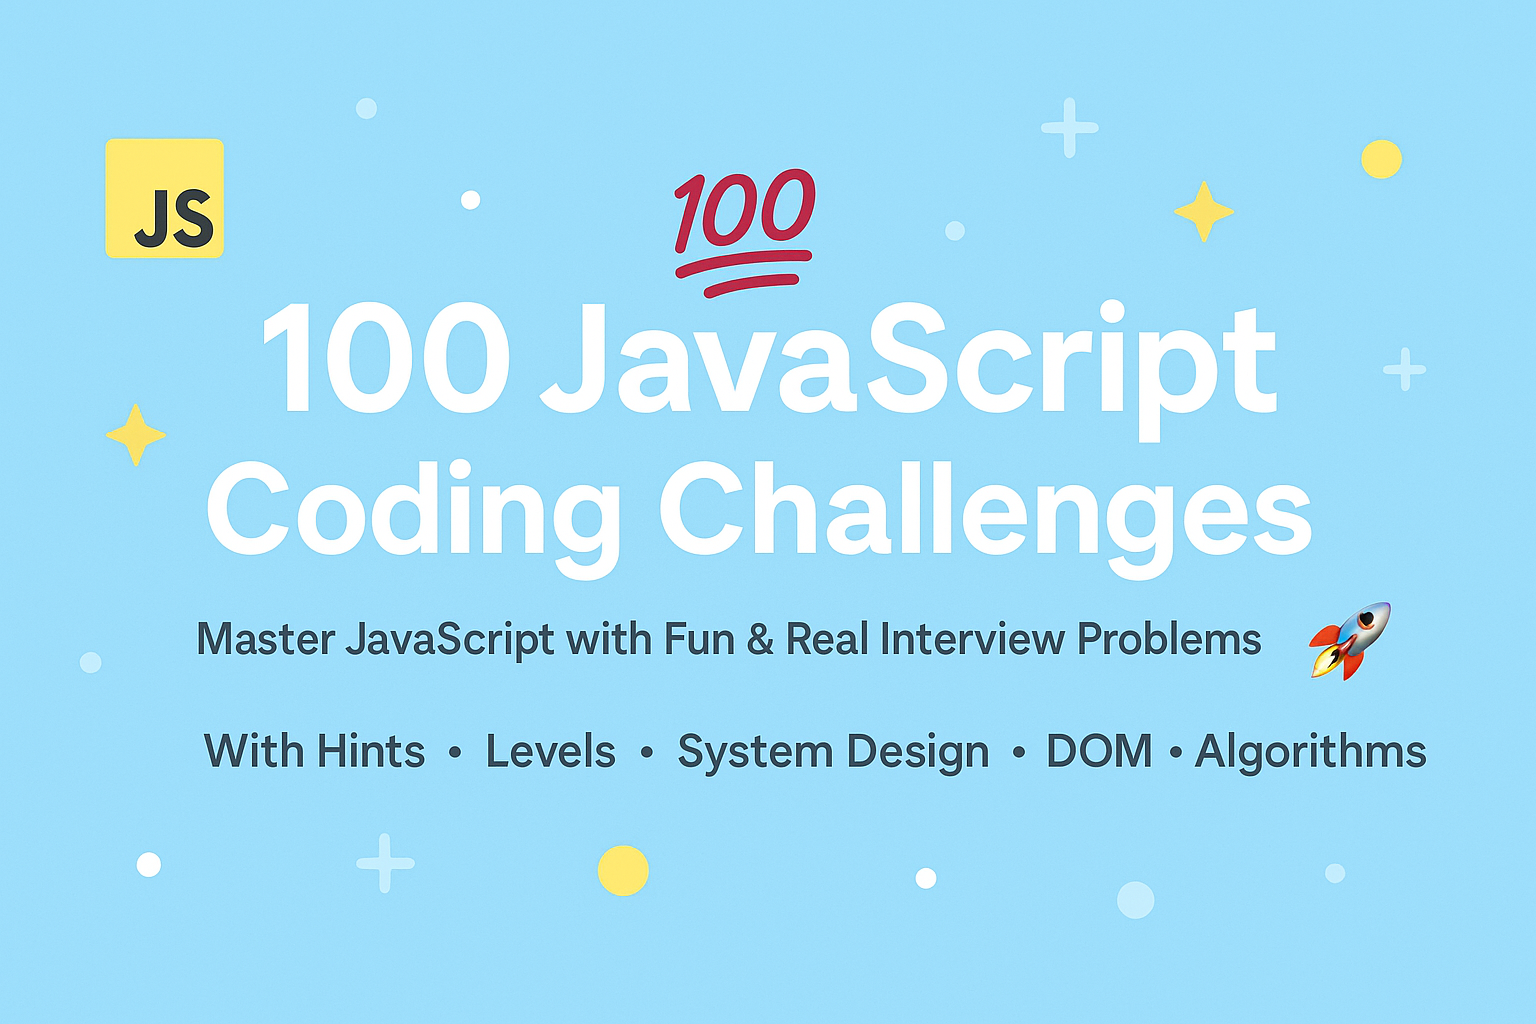 JS
100
100 JavaScript
Coding Challenges
Master JavaScript with Fun & Real Interview Problems
With Hints • Levels • System Design • DOM • Algorithms